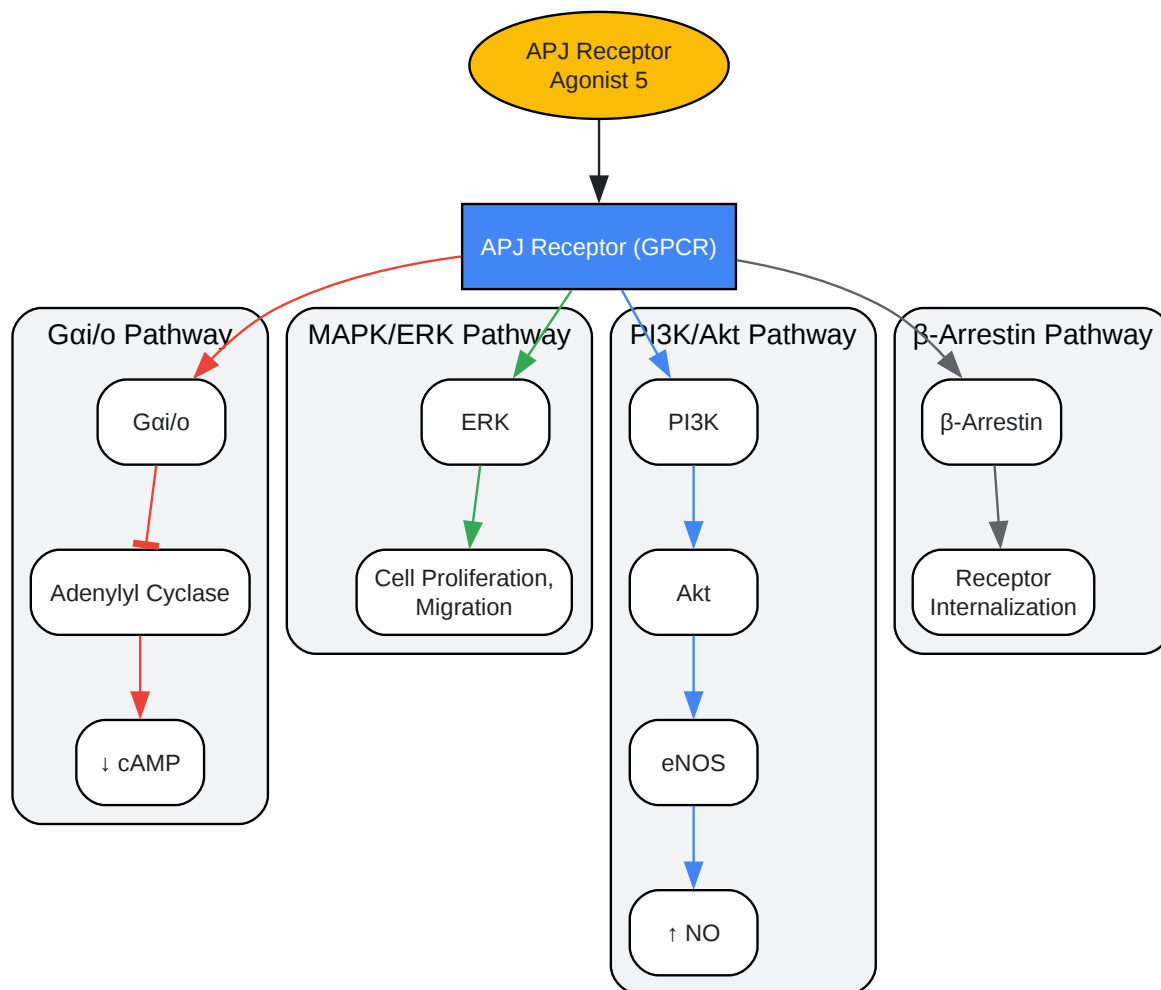 APJ Receptor
Agonist 5
APJ Receptor (GPCR)
Gαi/o Pathway
Gαi/o
Adenylyl Cyclase
↓ cAMP
MAPK/ERK Pathway
ERK
Cell Proliferation,
Migration
PI3K/Akt Pathway
PI3K
Akt
eNOS
↑ NO
β-Arrestin Pathway
β-Arrestin
Receptor
Internalization